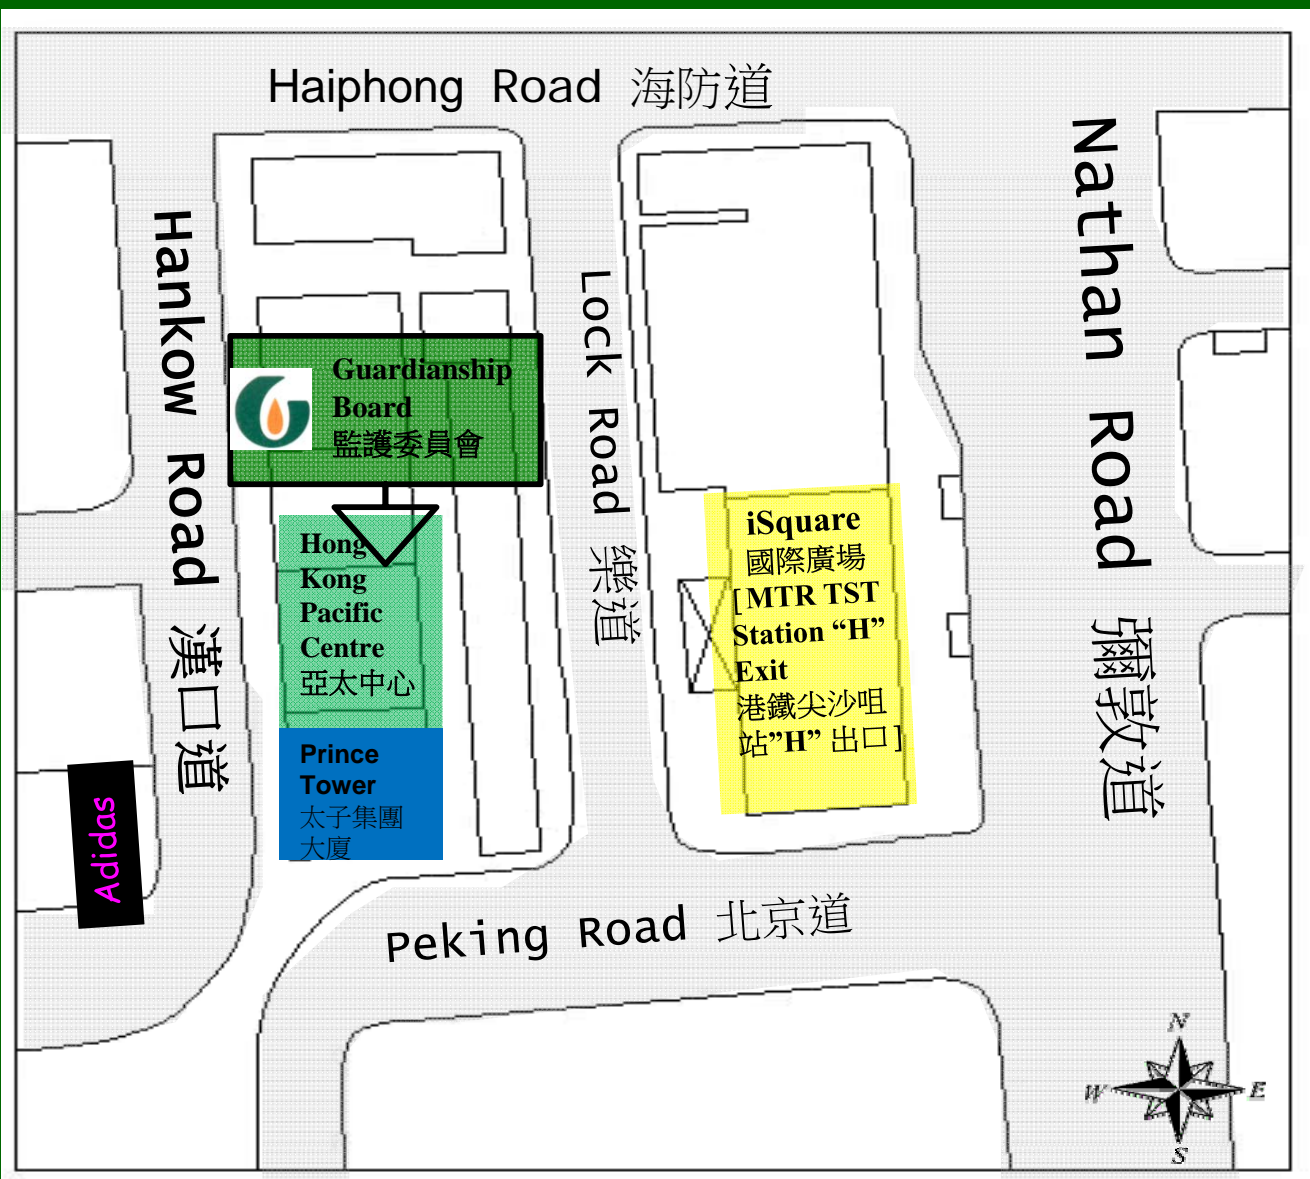 Haiphong Road 海防道
Hankow Road 漢口道
Lock Road 樂道
Nathan Road 彌敦道
Guardianship
Board
監護委員會
Hong
Kong
Pacific
Centre
亞太中心
Prince
Tower
太子集團
大廈
iSquare
國際廣場
[MTR TST
Station “H”
Exit
港鐵尖沙咀
站”H” 出口]
Adidas
Peking Road 北京道
N
W
E
S